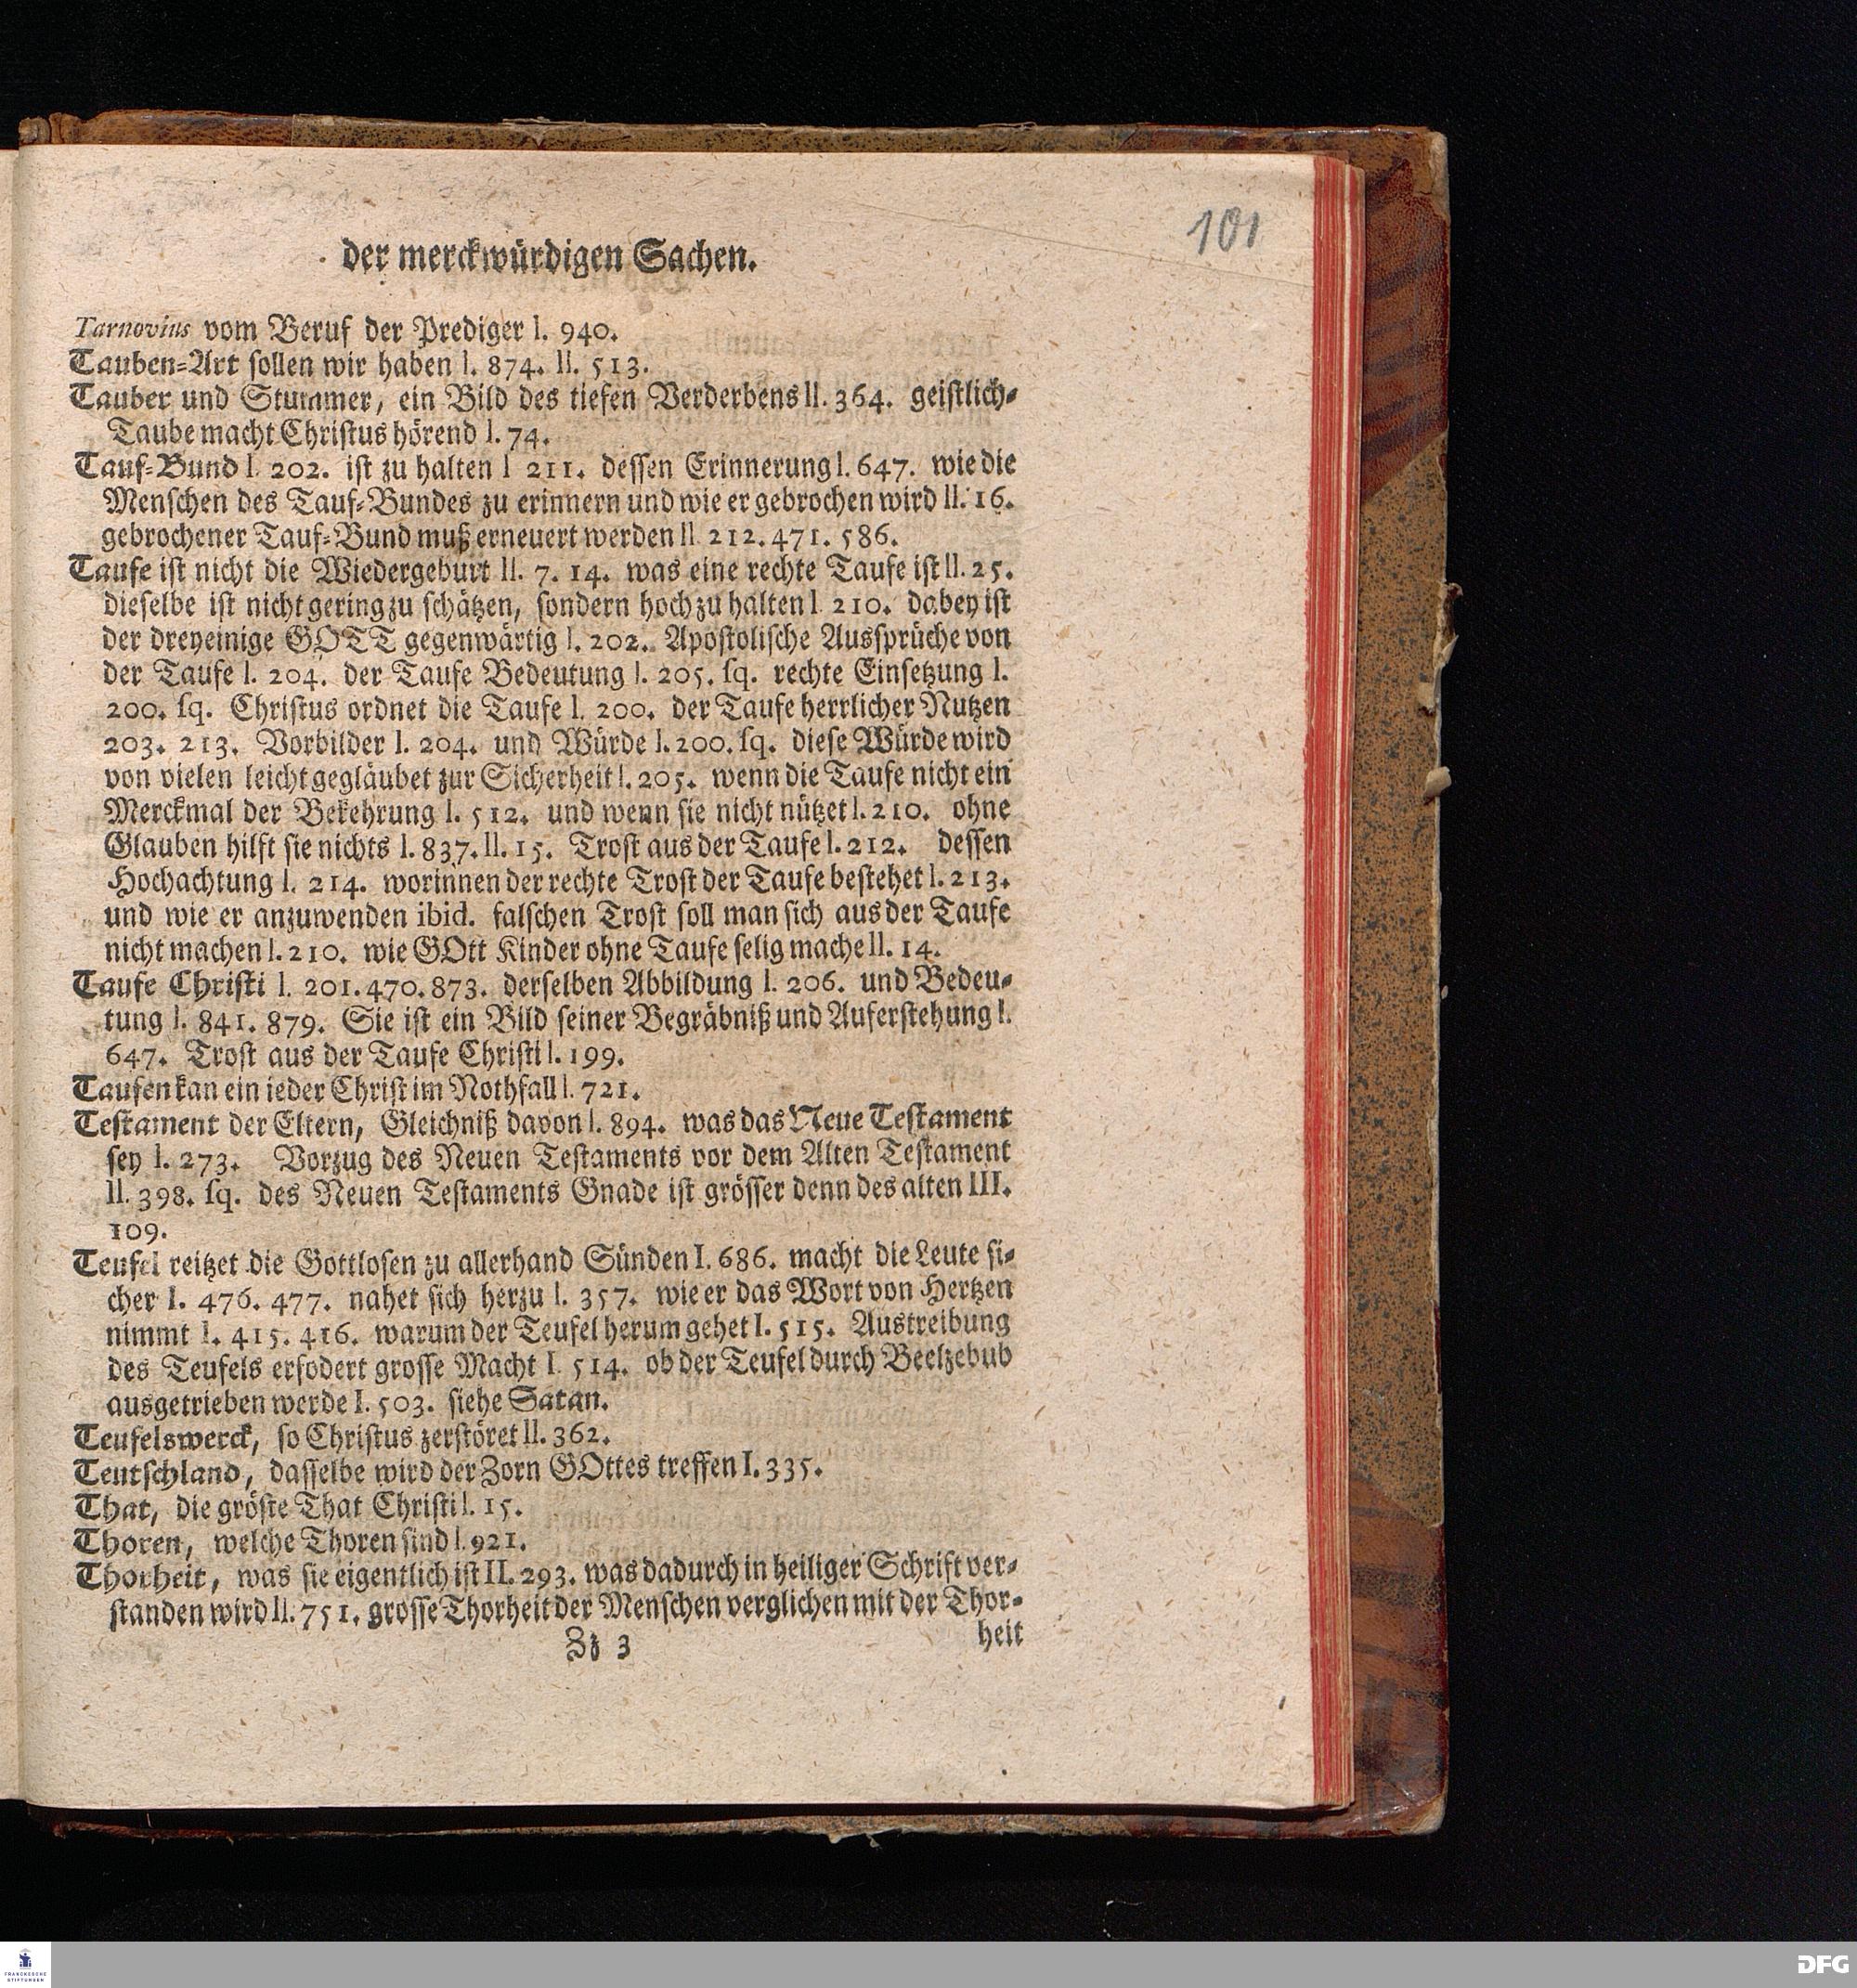 101
der merckwürdigen Sachen.
Tarnovius vom Beruf der Prediger I. 940.
Tauben-Art sollen wir haben I. 874. II. 513.
Tauber und Stummer, ein Bild des tiefen Verderbens II. 364. geistlich-
Taube macht Christus hörend I. 74.
Tauf-Bund I. 202. ist zu halten I 211. dessen Erinnerung I. 647. wie die
Menschen des Tauf-Bundes zu erinnern und wie er gebrochen wird II. 16.
gebrochener Tauf-Bund muß erneuert werden II 212. 471. 586.
Taufe ist nicht die Wiedergeburt II. 7. 14. was eine rechte Taufe ist II. 25.
dieselbe ist nicht gering zu schätzen, sondern hoch zu halten I 210. dabey ist
der dreyeinige GOTT gegenwärtig I. 202. Apostolische Aussprüche von
der Taufe I. 204. der Taufe Bedeutung I. 205. sq. rechte Einsetzung I.
200. sq. Christus ordnet die Taufe I. 200. der Taufe herrlicher Nutzen
203. 213. Vorbilder I. 204. und Würde I. 200. sq. diese Würde wird
von vielen leicht gegläubet zur Sicherheit I. 205. wenn die Taufe nicht ein
Merckmal der Bekehrung I. 512. und wenn sie nicht nützet I. 210. ohne
Glauben hilft sie nichts I. 837. II. 15. Trost aus der Taufe I. 212. dessen
Hochachtung I. 214. worinnen der rechte Trost der Taufe bestehet I. 213.
und wie er anzuwenden ibid. falschen Trost soll man sich aus der Taufe
nicht machen I. 210. wie GOtt Kinder ohne Taufe selig mache II. 14.
Taufe Christi I. 201. 470. 873. derselben Abbildung I. 206. und Bedeu-
tung I. 841. 879. Sie ist ein Bild seiner Begräbniß und Auferstehung I.
647. Trost aus der Taufe Christi I. 199.
Taufen kan ein ieder Christ im Nothfall I. 721.
Testament der Eltern, Gleichniß davon I. 894. was das Neue Testament
sey I. 273. Vorzug des Neuen Testaments vor dem Alten Testament
II. 398. sq. des Neuen Testaments Gnade ist grösser denn des alten III.
109.
Teufel reitzet die Gottlosen zu allerhand Sünden I. 686. macht die Leute si-
cher I. 476. 477. nahet sich herzu I. 357. wie er das Wort von Hertzen
nimmt I. 415. 416. warum der Teufel herum gehet I. 515. Austreibung
des Teufels erfodert grosse Macht I. 514. ob der Teufel durch Beelzebub
ausgetrieben werde I. 503. siehe Satan.
Teufelswerck, so Christus zerstöret II. 362.
Teutschland, dasselbe wird der Zorn GOttes treffen I. 335.
That, die gröste That Christi I. 15.
Thoren, welche Thoren sind I. 921.
Thorheit, was sie eigentlich ist II. 293. was dadurch in heiliger Schrift ver-
standen wird II. 751. grosse Thorheit der Menschen verglichen mit der Thor-
Zz 3
heit
FRANCKESCHE
STIFTUNGEN
DFG